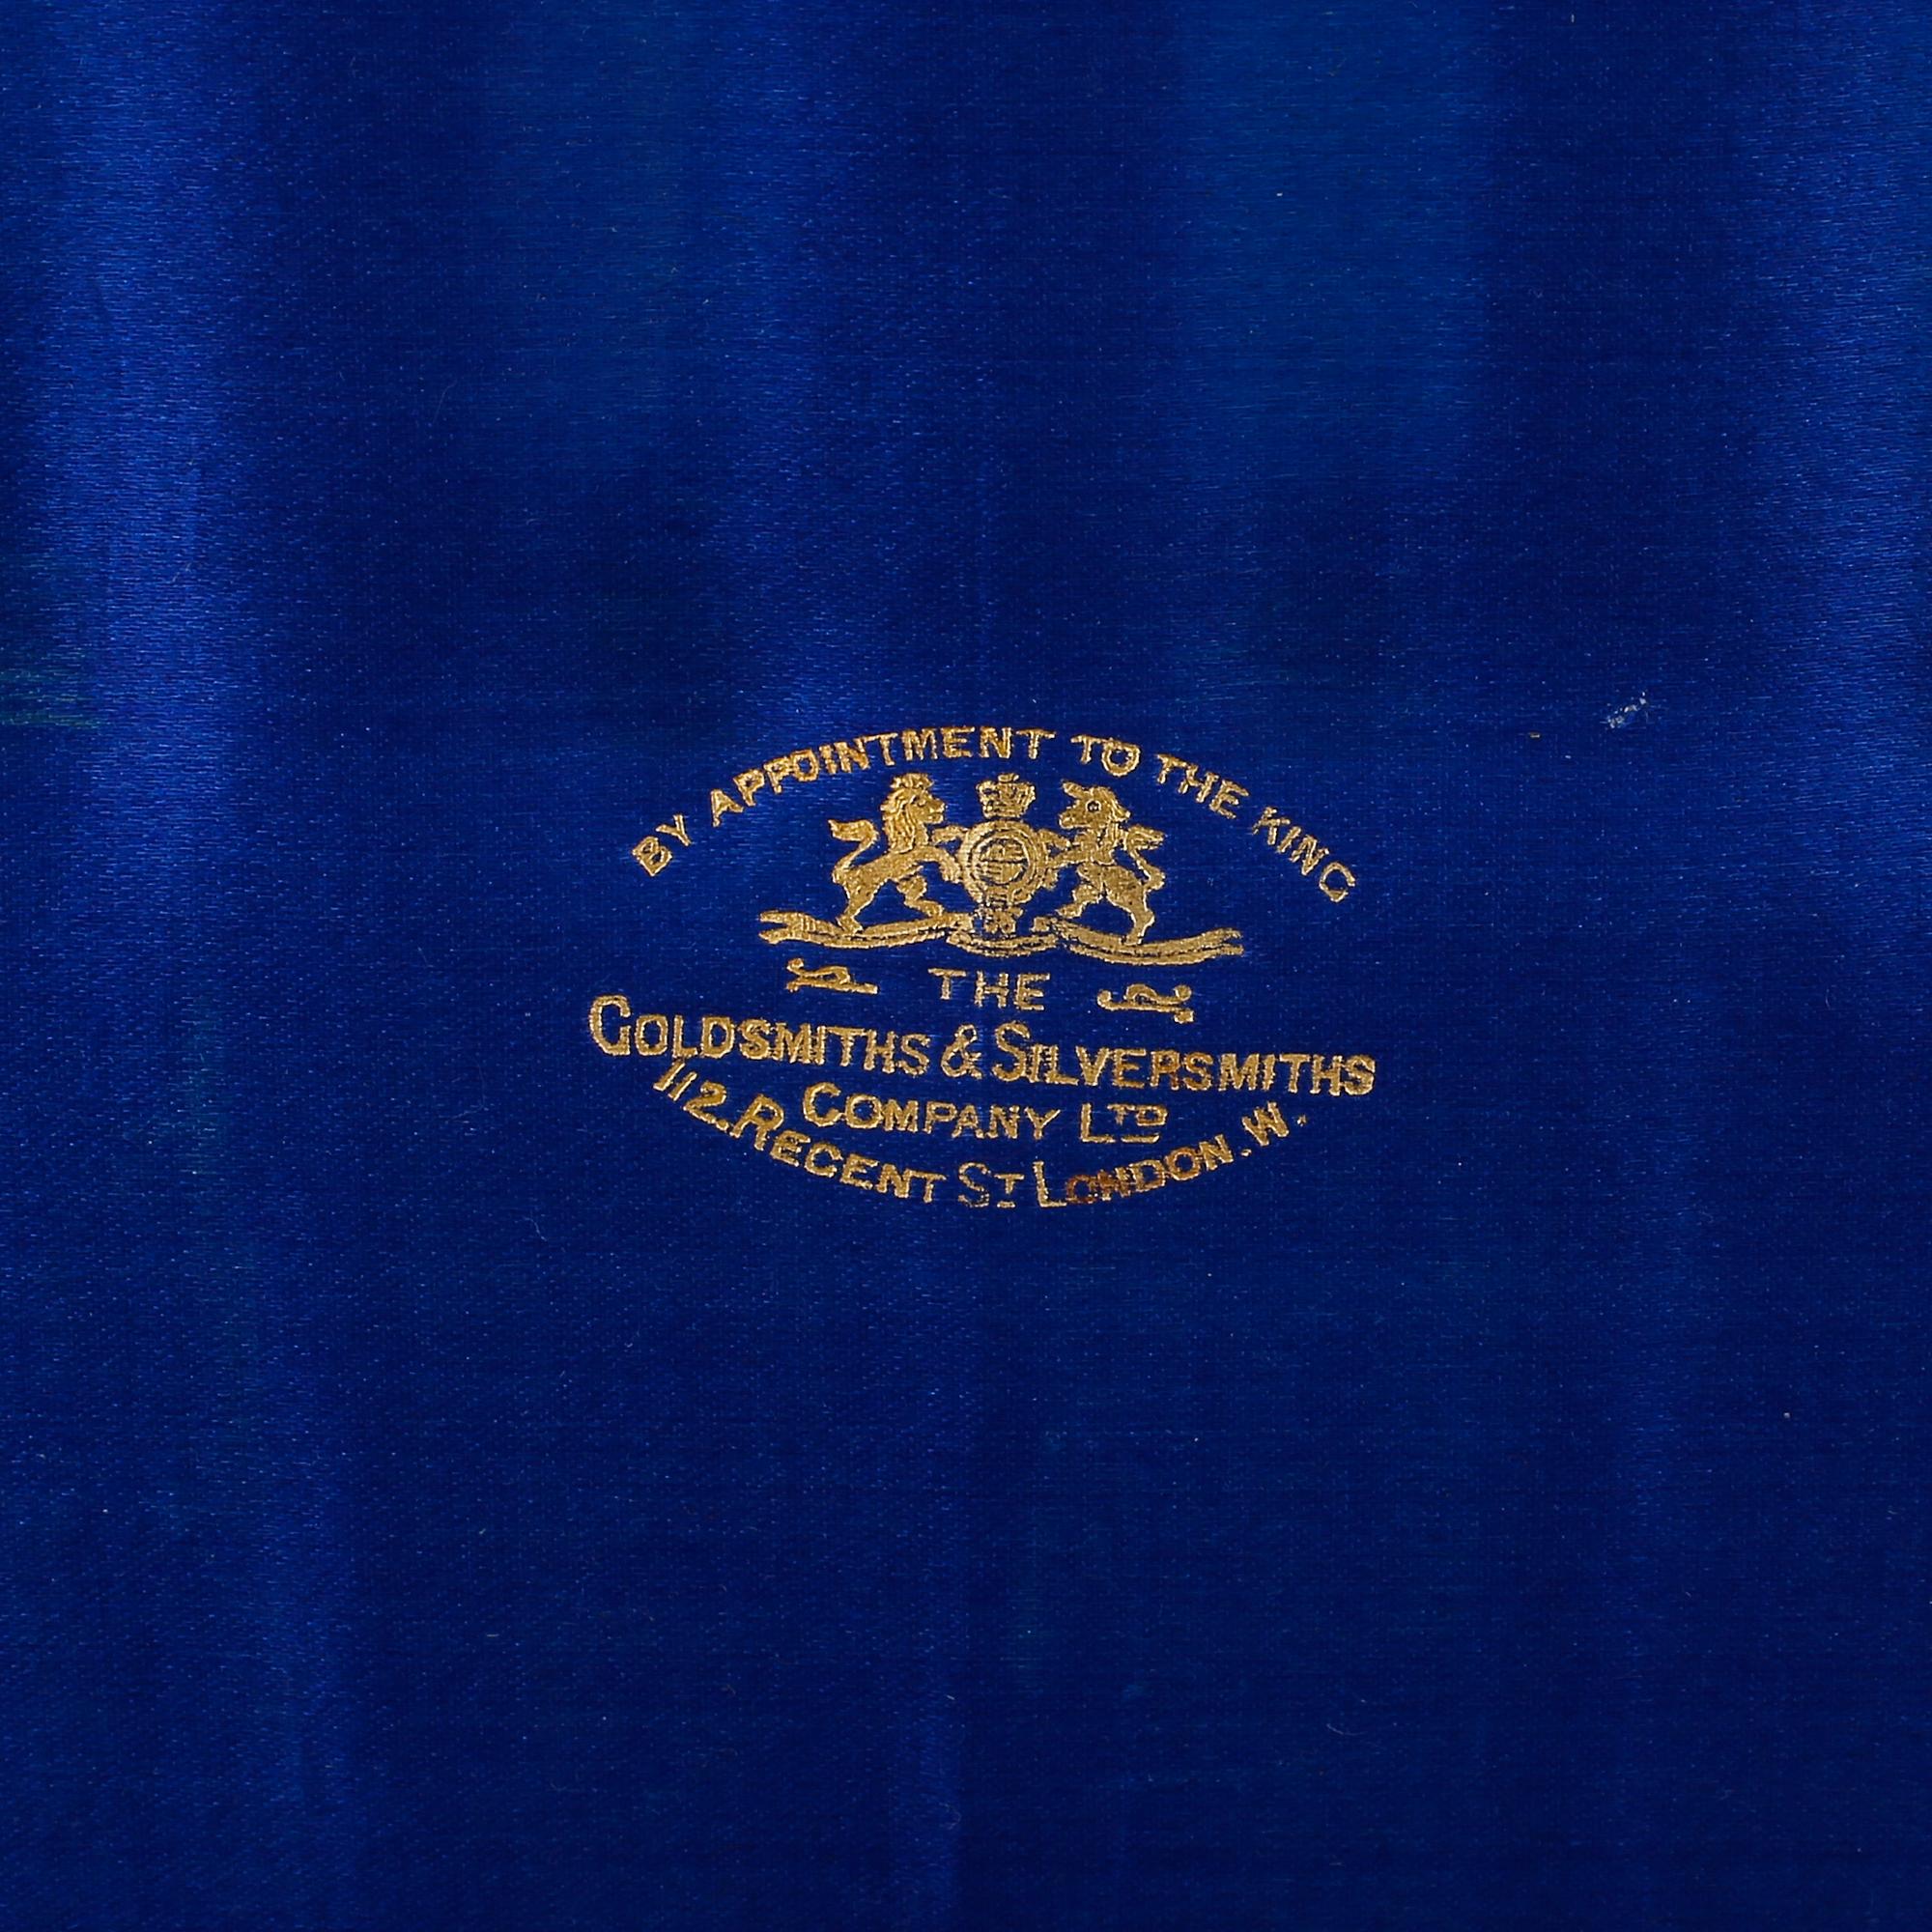 BY APPOINTMENT TO THE KING
THE
GOLDSMITHS & SILVERSMITHS
COMPANY LTD
112. REGENT ST LONDON. W.